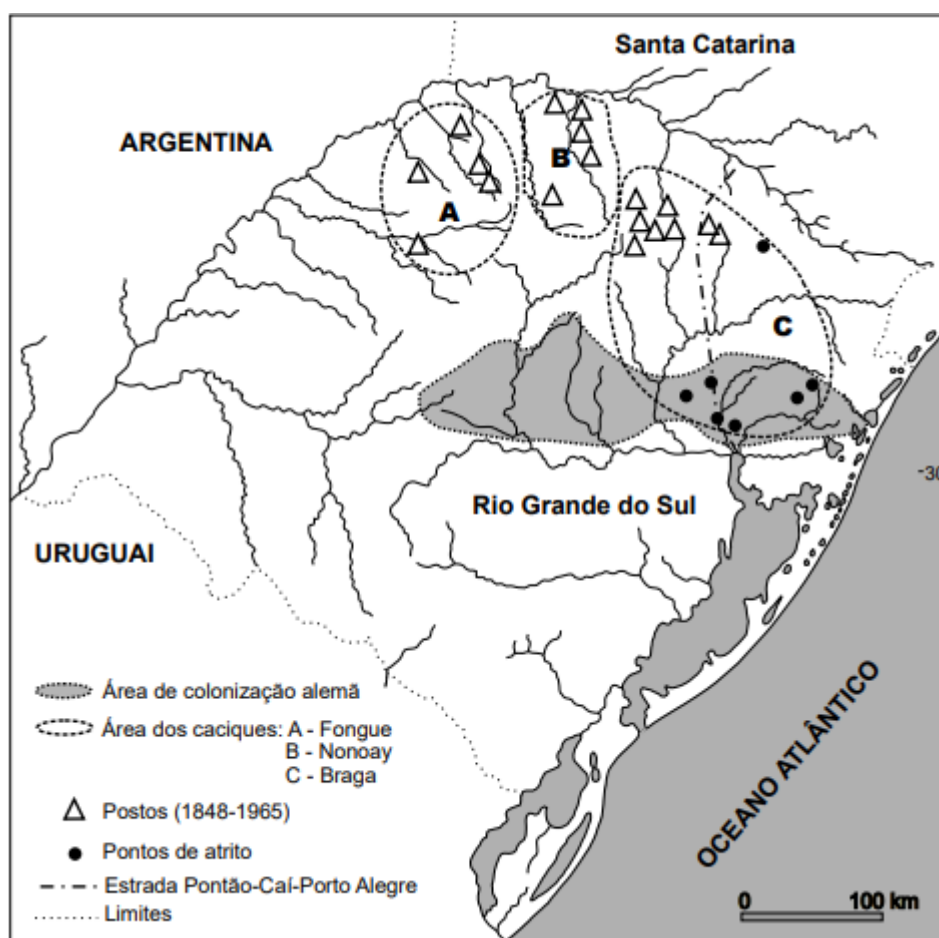 Santa Catarina
ARGENTINA
B
A
C
-30
Rio Grande do Sul
URUGUAI
OCEANO ATLÂNTICO
Área de colonização alemã
Área dos caciques: A - Fongue
B - Nonoay
C - Braga
Postos (1848-1965)
Pontos de atrito
Estrada Pontão-Caí-Porto Alegre
Limites
0 100 km